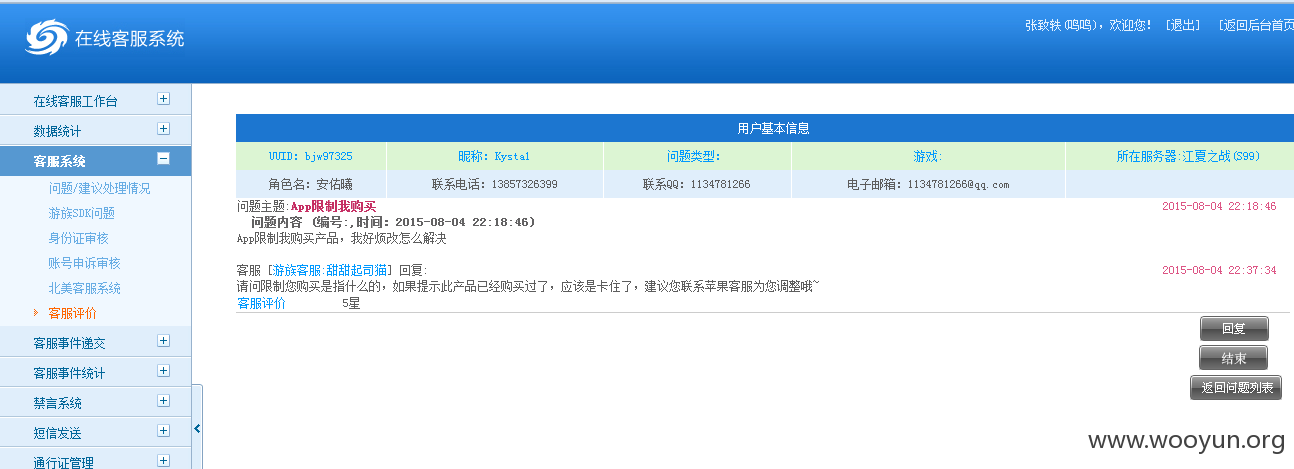 在线客服系统
张致轶(鸣鸣)，欢迎您！ [退出] [返回后台首页
在线客服工作台
数据统计
客服系统
问题/建议处理情况
游族SDK问题
身份证审核
账号申诉审核
北美客服系统
客服评价
客服事件递交
客服事件统计
禁言系统
短信发送
通行证管理
用户基本信息
UUID: bjw97325 昵称: Kystal 问题类型: 游戏: 所在服务器:江夏之战(S99)
角色名: 安佑曦 联系电话: 13857326399 联系QQ: 1134781266 电子邮箱: 1134781266@qq.com
问题主题:App限制我购买 2015-08-04 22:18:46
问题内容 (编号:,时间: 2015-08-04 22:18:46)
App限制我购买产品，我好烦改怎么解决
客服 [游族客服:甜甜起司猫] 回复: 2015-08-04 22:37:34
请问限制您购买是指什么的，如果提示此产品已经购买过了，应该是卡住了，建议您联系苹果客服为您调整哦~
客服评价 5星
回复
结束
返回问题列表
www.wooyun.org